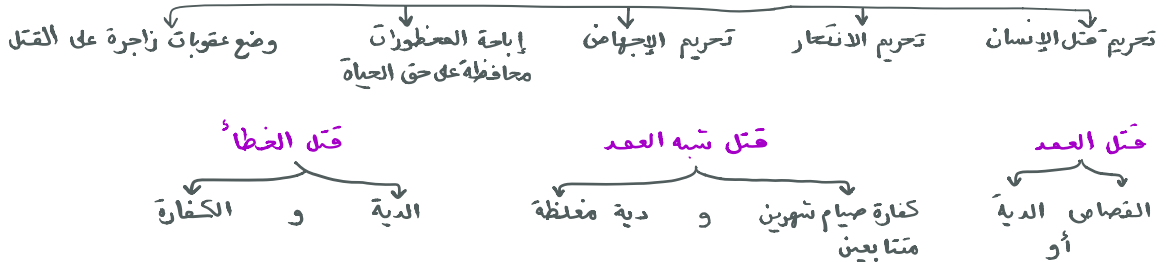 تحريم قتل الإنسان تحريم الانتحار تحريم الإجهاض إباحة المحظورات وضع عقوبات زاجرة على القتل
محافظة على حق الحياة
قتل العمد قتل شبه العمد قتل الخطأ
القصاص الدية كفارة صيام شهرين و دية مغلظة الدية و الكفارة
أو متتابعين